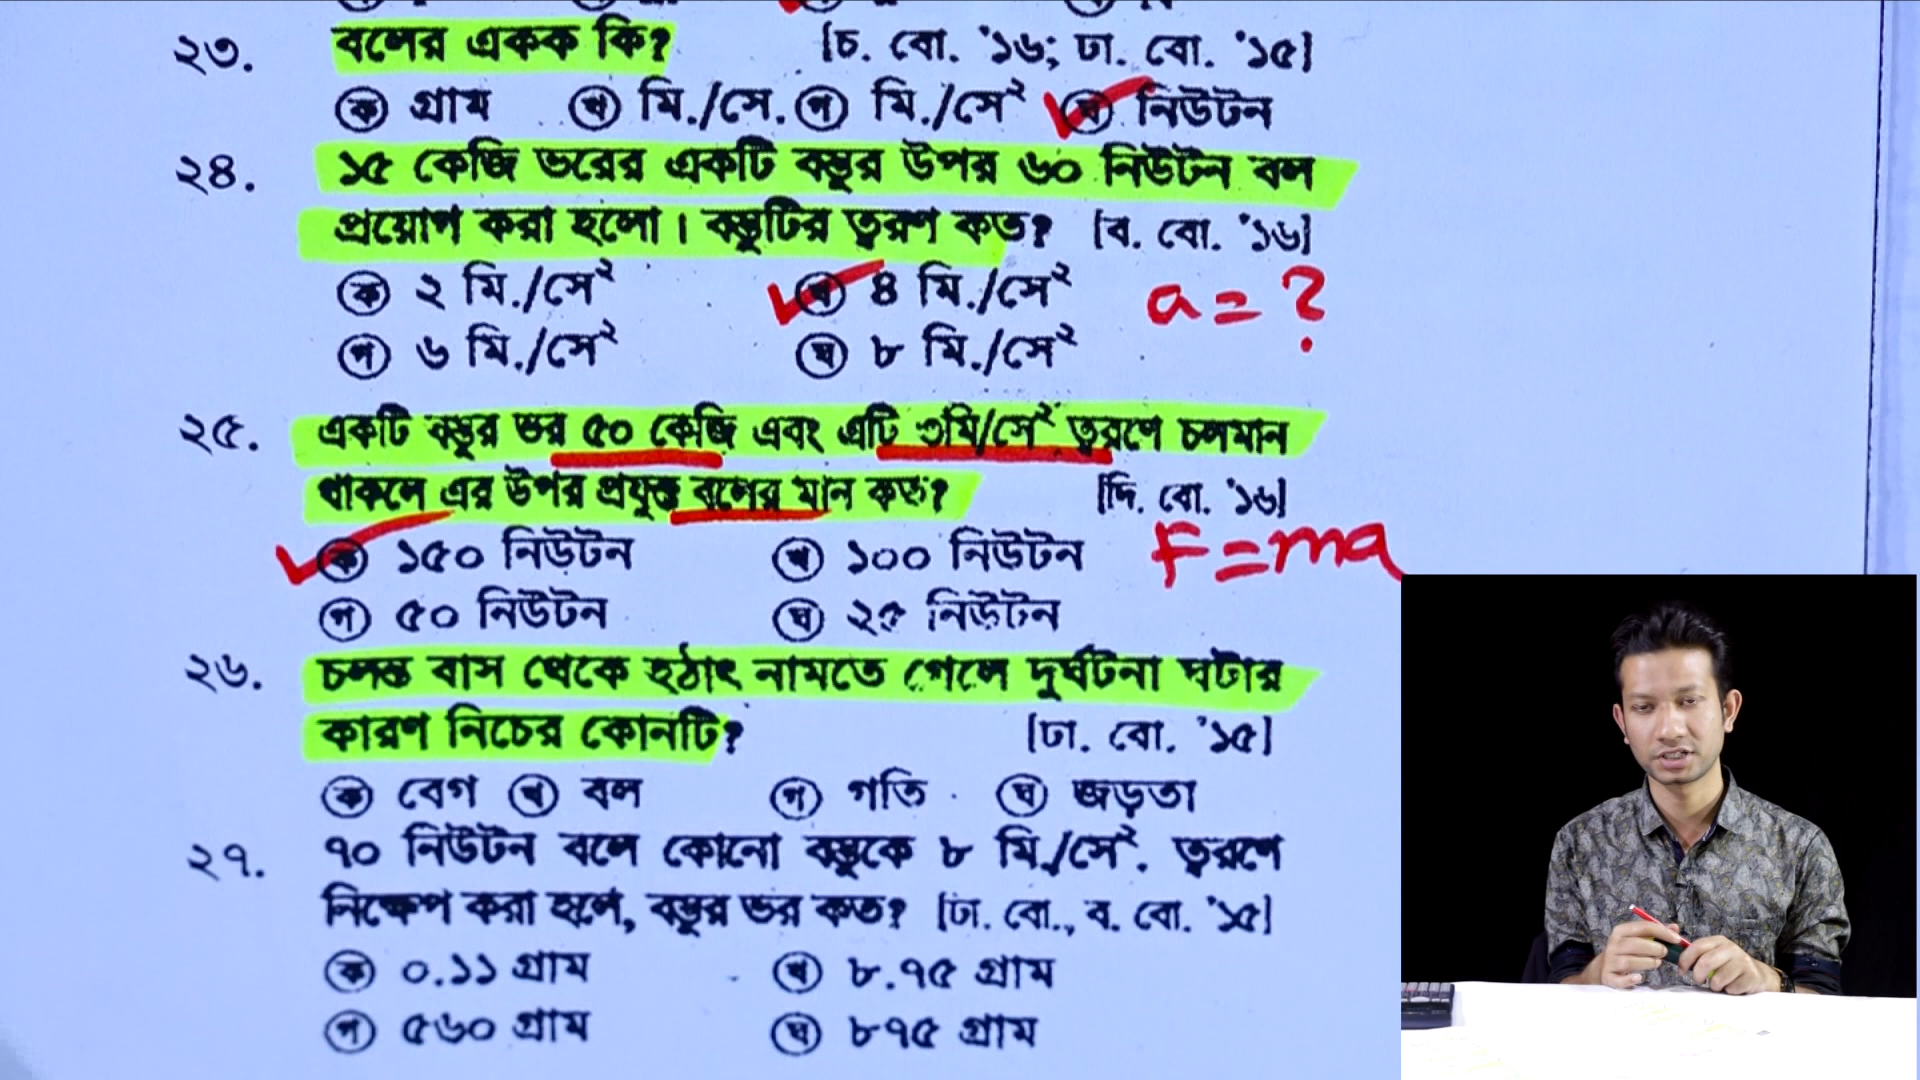 ২৩. বলের একক কি? [চ. বো. '১৬; ঢা. বো. '১৫]
ক গ্রাম খ মি./সে. গ মি./সে² ঘ নিউটন
২৪. ১৫ কেজি ভরের একটি বস্তুর উপর ৬০ নিউটন বল
প্রয়োগ করা হলো। বস্তুটির ত্বরণ কত? [ব. বো. '১৬]
ক ২ মি./সে² খ ৪ মি./সে² a = ?
গ ৬ মি./সে² ঘ ৮ মি./সে²
২৫. একটি বস্তুর ভর ৫০ কেজি এবং এটি ৩মি/সে² ত্বরণে চলমান
থাকলে এর উপর প্রযুক্ত বলের মান কত? [দি. বো. '১৬]
ক ১৫০ নিউটন খ ১০০ নিউটন F = ma
গ ৫০ নিউটন ঘ ২৫ নিউটন
২৬. চলন্ত বাস থেকে হঠাৎ নামতে গেলে দুর্ঘটনা ঘটার
কারণ নিচের কোনটি? [ঢা. বো. '১৫]
ক বেগ খ বল গ গতি ঘ জড়তা
২৭. ৭০ নিউটন বলে কোনো বস্তুকে ৮ মি./সে². ত্বরণে
নিক্ষেপ করা হলে, বস্তুর ভর কত? [ঢা. বো., ব. বো. '১৫]
ক ০.১১ গ্রাম খ ৮.৭৫ গ্রাম
গ ৫৬০ গ্রাম ঘ ৮৭৫ গ্রাম